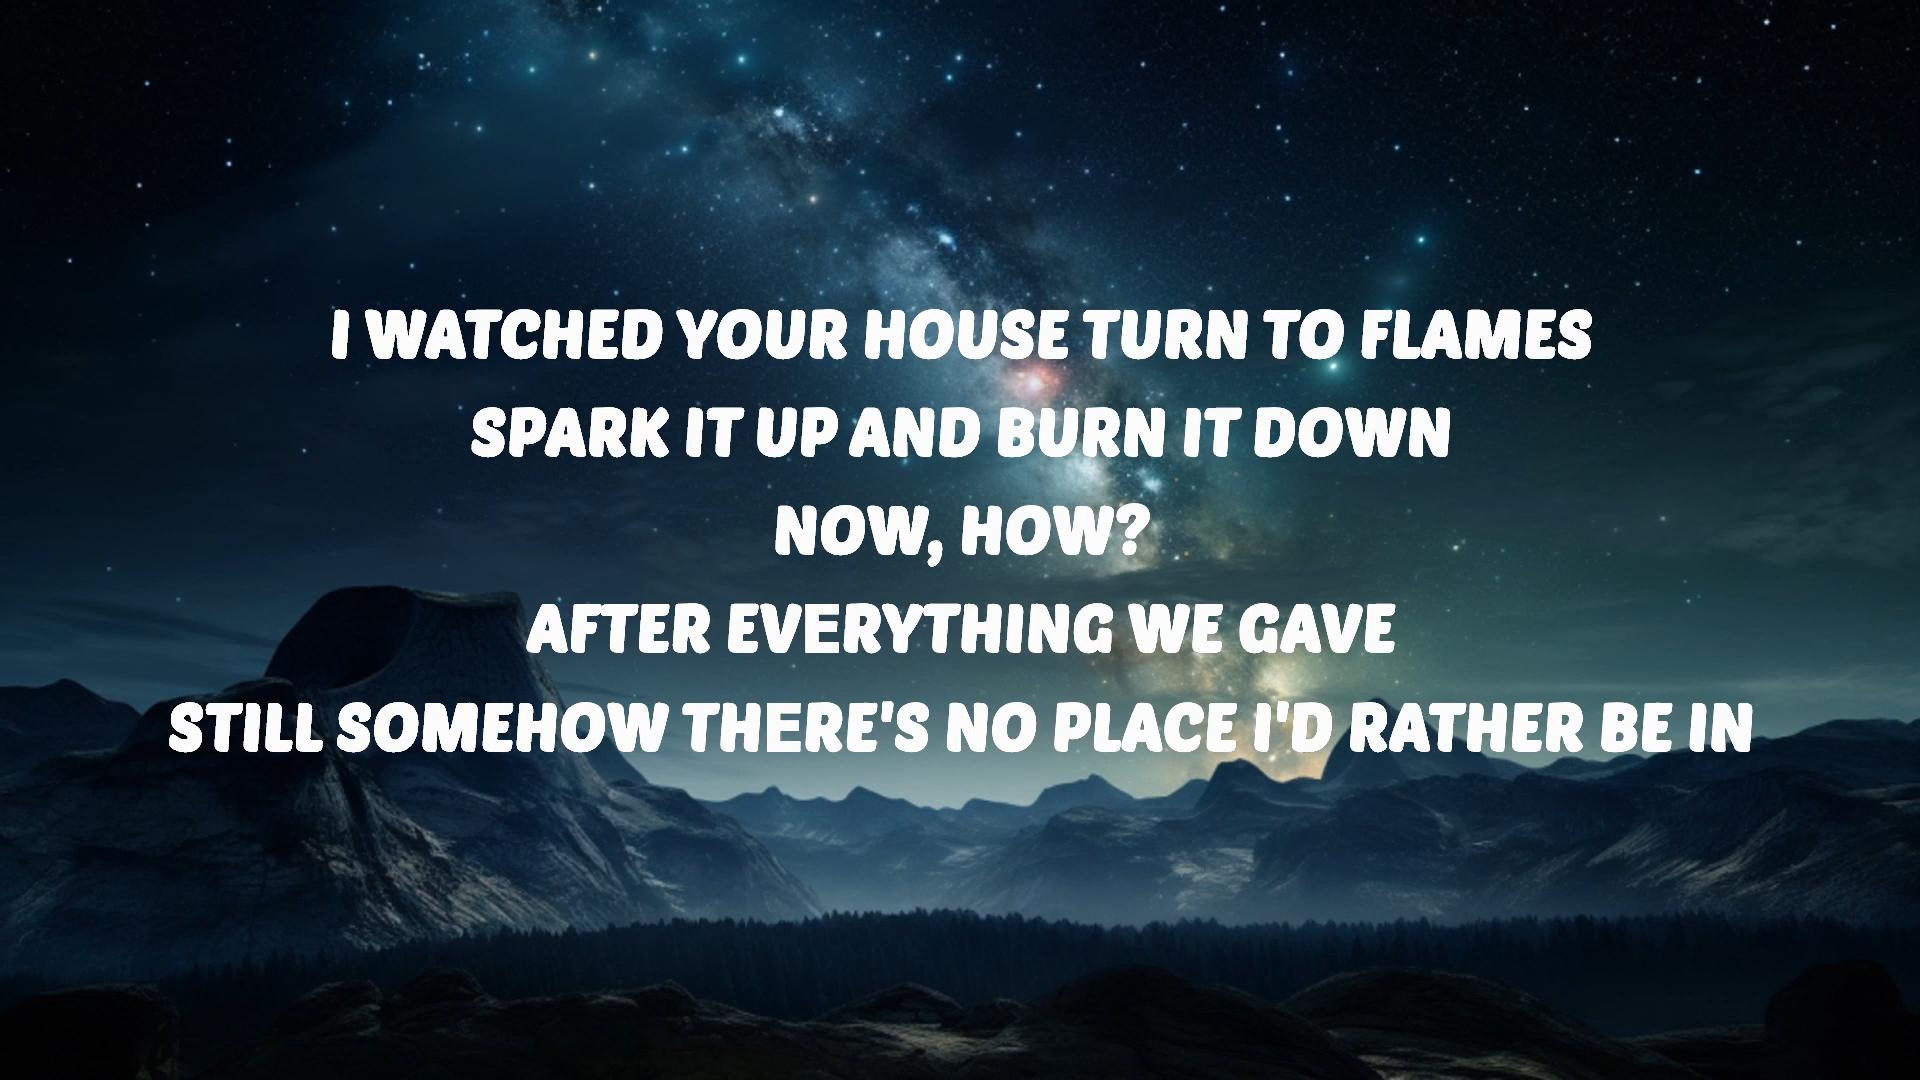 I WATCHED YOUR HOUSE TURN TO FLAMES
SPARK IT UP AND BURN IT DOWN
NOW, HOW?
AFTER EVERYTHING WE GAVE
STILL SOMEHOW THERE'S NO PLACE I'D RATHER BE IN